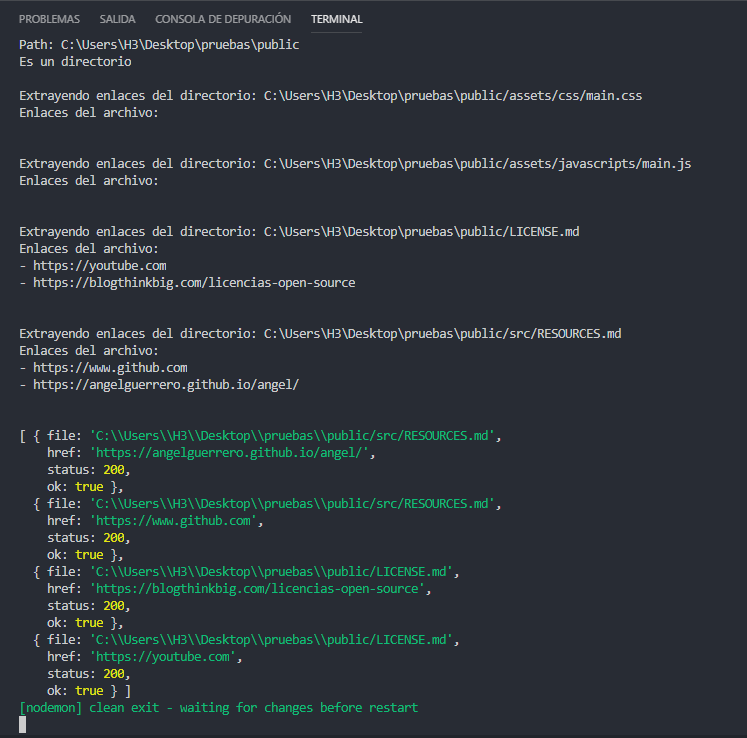 PROBLEMAS SALIDA CONSOLA DE DEPURACIÓN TERMINAL
Path: C:\Users\H3\Desktop\pruebas\public
Es un directorio
Extrayendo enlaces del directorio: C:\Users\H3\Desktop\pruebas\public/assets/css/main.css
Enlaces del archivo:
Extrayendo enlaces del directorio: C:\Users\H3\Desktop\pruebas\public/assets/javascripts/main.js
Enlaces del archivo:
Extrayendo enlaces del directorio: C:\Users\H3\Desktop\pruebas\public/LICENSE.md
Enlaces del archivo:
- https://youtube.com
- https://blogthinkbig.com/licencias-open-source
Extrayendo enlaces del directorio: C:\Users\H3\Desktop\pruebas\public/src/RESOURCES.md
Enlaces del archivo:
- https://www.github.com
- https://angelguerrero.github.io/angel/
[ { file: 'C:\\Users\\H3\\Desktop\\pruebas\\public/src/RESOURCES.md',
href: 'https://angelguerrero.github.io/angel/',
status: 200,
ok: true },
{ file: 'C:\\Users\\H3\\Desktop\\pruebas\\public/src/RESOURCES.md',
href: 'https://www.github.com',
status: 200,
ok: true },
{ file: 'C:\\Users\\H3\\Desktop\\pruebas\\public/LICENSE.md',
href: 'https://blogthinkbig.com/licencias-open-source',
status: 200,
ok: true },
{ file: 'C:\\Users\\H3\\Desktop\\pruebas\\public/LICENSE.md',
href: 'https://youtube.com',
status: 200,
ok: true } ]
[nodemon] clean exit - waiting for changes before restart